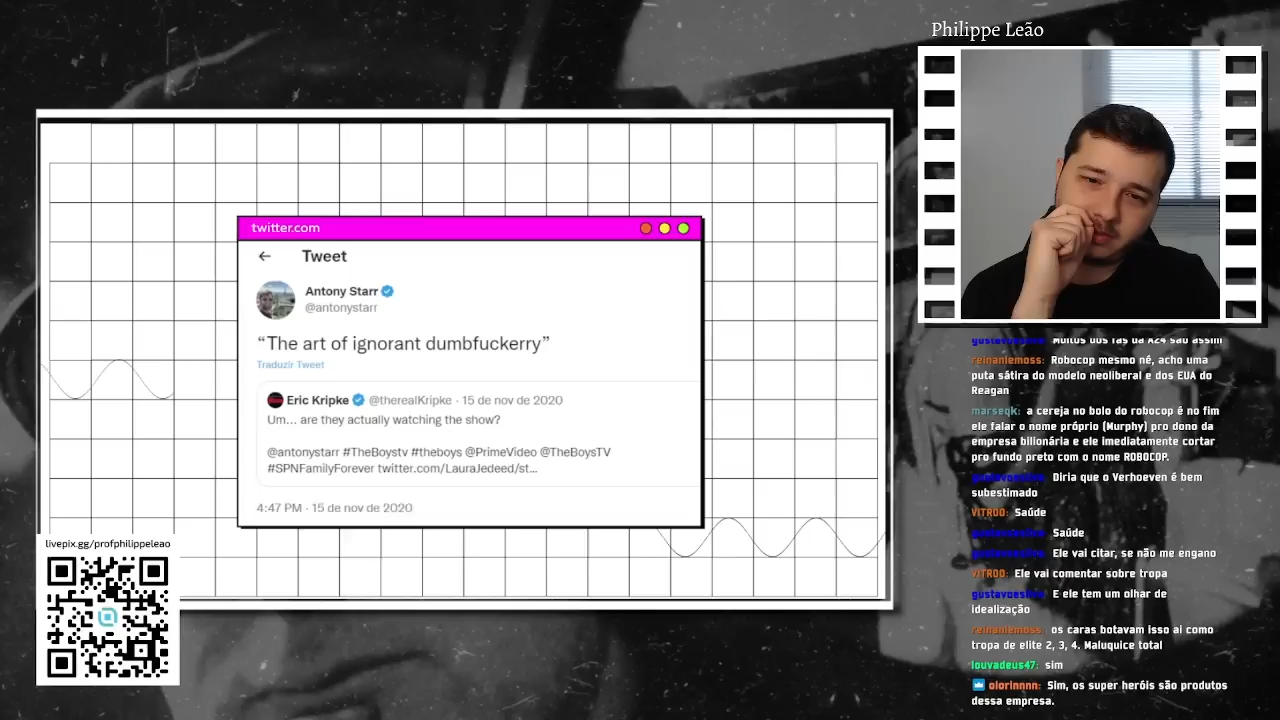 Philippe Leão
twitter.com
Tweet
Antony Starr
@antonystarr
“The art of ignorant dumbfuckerry”
Traduzir Tweet
Eric Kripke @therealKripke · 15 de nov de 2020
Um... are they actually watching the show?
@antonystarr #TheBoystv #theboys @PrimeVideo @TheBoysTV
#SPNFamilyForever twitter.com/LauraJedeed/st...
4:47 PM · 15 de nov de 2020
livepix.gg/profphilippeleao
Muitos dos fãs da A24 são assim
reinanlemoss: Robocop mesmo né, acho uma
puta sátira do modelo neoliberal e dos EUA do
Reagan
marseqk: a cereja no bolo do robocop é no fim
ele falar o nome próprio (Murphy) pro dono da
empresa bilionária e ele imediatamente cortar
pro fundo preto com o nome ROBOCOP.
Diria que o Verhoeven é bem
subestimado
VITR00: Saúde
Saúde
Ele vai citar, se não me engano
VITR00: Ele vai comentar sobre tropa
E ele tem um olhar de
idealização
reinanlemoss: os caras botavam isso ai como
tropa de elite 2, 3, 4. Maluquice total
louvadeus47: sim
olorinnnn: Sim, os super heróis são produtos
dessa empresa.